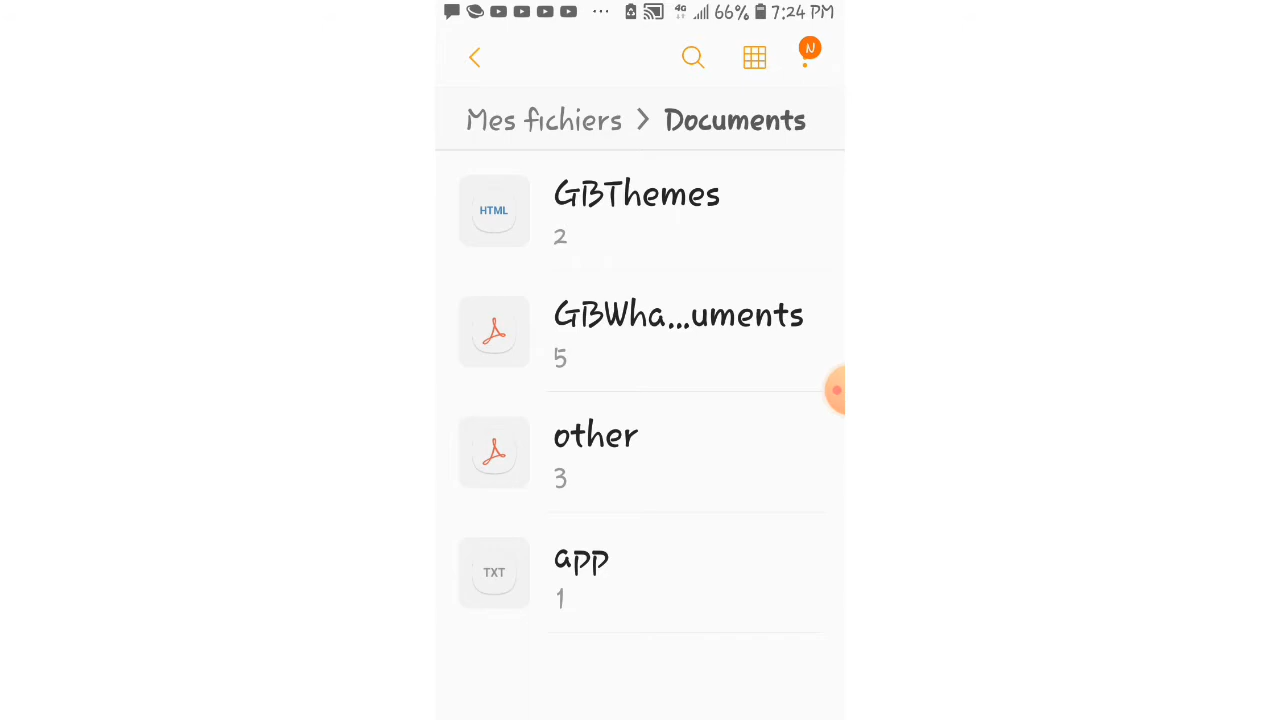 66% 7:24 PM
N
Mes fichiers > Documents
HTML
GBThemes
2
GBWha...uments
5
other
3
TXT
app
1